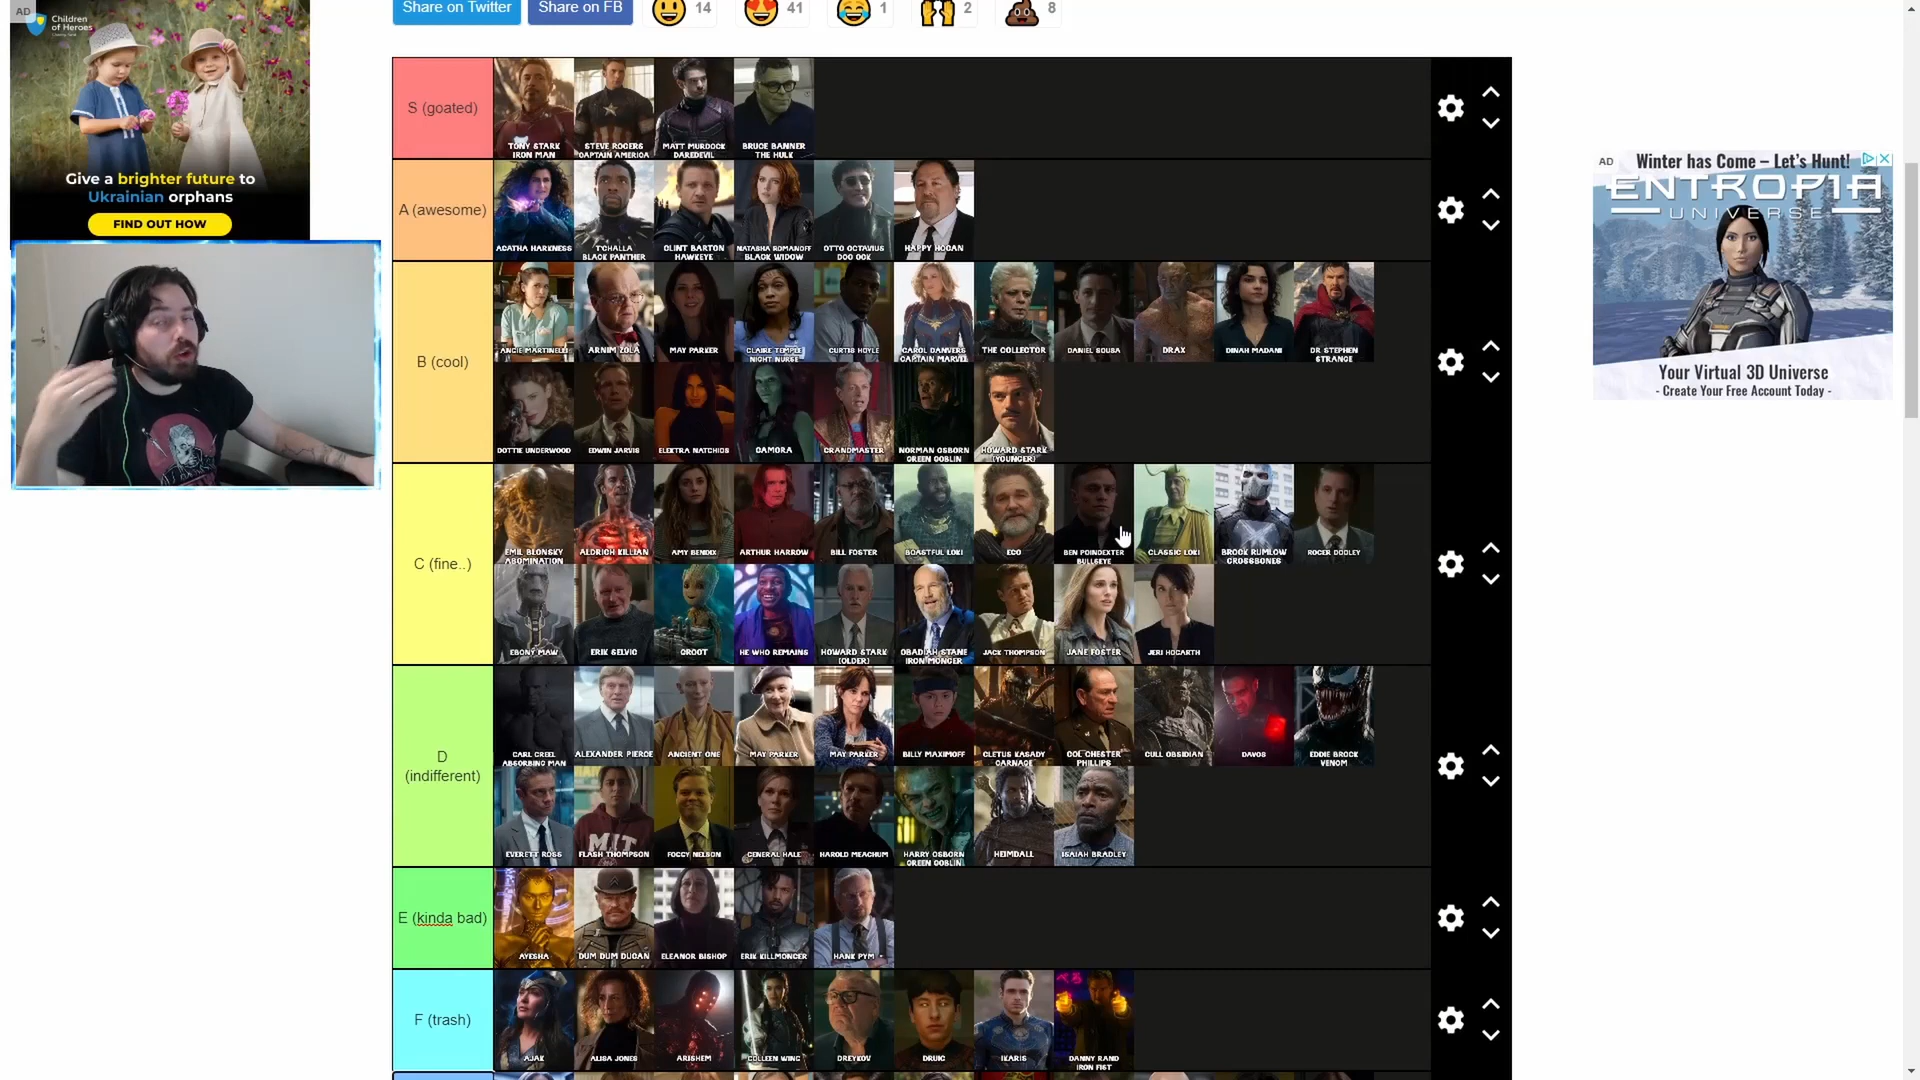 AD
Children
of Heroes
Give a brighter future to
Ukrainian orphans
FIND OUT HOW
Share on Twitter
Share on FB
14
41
1
2
8
S (goated)
TONY STARK
IRON MAN
STEVE ROGERS
CAPTAIN AMERICA
MATT MURDOCK
DAREDEVIL
BRUCE BANNER
THE HULK
A (awesome)
AGATHA HARKNESS
T'CHALLA
BLACK PANTHER
CLINT BARTON
HAWKEYE
NATASHA ROMANOFF
BLACK WIDOW
OTTO OCTAVIUS
DOC OCK
HAPPY HOGAN
B (cool)
ANGIE MARTINELLI
ARNIM ZOLA
MAY PARKER
CLAIRE TEMPLE
NIGHT NURSE
CURTIS HOYLE
CAROL DANVERS
CAPTAIN MARVEL
THE COLLECTOR
DANIEL SOUSA
DRAX
DINAH MADANI
DR STEPHEN
STRANGE
DOTTIE UNDERWOOD
EDWIN JARVIS
ELEKTRA NATCHIOS
GAMORA
GRANDMASTER
NORMAN OSBORN
GREEN GOBLIN
HOWARD STARK
(YOUNGER)
C (fine..)
EMIL BLONSKY
ABOMINATION
ALDRICH KILLIAN
AMY BENDIX
ARTHUR HARROW
BILL FOSTER
BOASTFUL LOKI
EGO
BEN POINDEXTER
BULLSEYE
CLASSIC LOKI
BROCK RUMLOW
CROSSBONES
ROGER DOOLEY
EBONY MAW
ERIK SELVIG
GROOT
HE WHO REMAINS
HOWARD STARK
(OLDER)
OBADIAH STANE
IRON MONGER
JACK THOMPSON
JANE FOSTER
JERI HOGARTH
D
(indifferent)
CARL CREEL
ABSORBING MAN
ALEXANDER PIERCE
ANCIENT ONE
MAY PARKER
MAY PARKER
BILLY MAXIMOFF
CLETUS KASADY
CARNAGE
COL CHESTER
PHILLIPS
CULL OBSIDIAN
DAVOS
EDDIE BROCK
VENOM
EVERETT ROSS
FLASH THOMPSON
MIT
FOGGY NELSON
GENERAL HALE
HAROLD MEACHUM
HARRY OSBORN
GREEN GOBLIN
HEIMDALL
ISAIAH BRADLEY
E (kinda bad)
AYESHA
DUM DUM DUGAN
ELEANOR BISHOP
ERIK KILLMONGER
HANK PYM
F (trash)
AJAK
ALISA JONES
ARISHEM
COLLEEN WING
DREYKOV
DRUIG
IKARIS
DANNY RAND
IRON FIST
AD
Winter has Come – Let's Hunt!
ENTROPIA
UNIVERSE
Your Virtual 3D Universe
- Create Your Free Account Today -